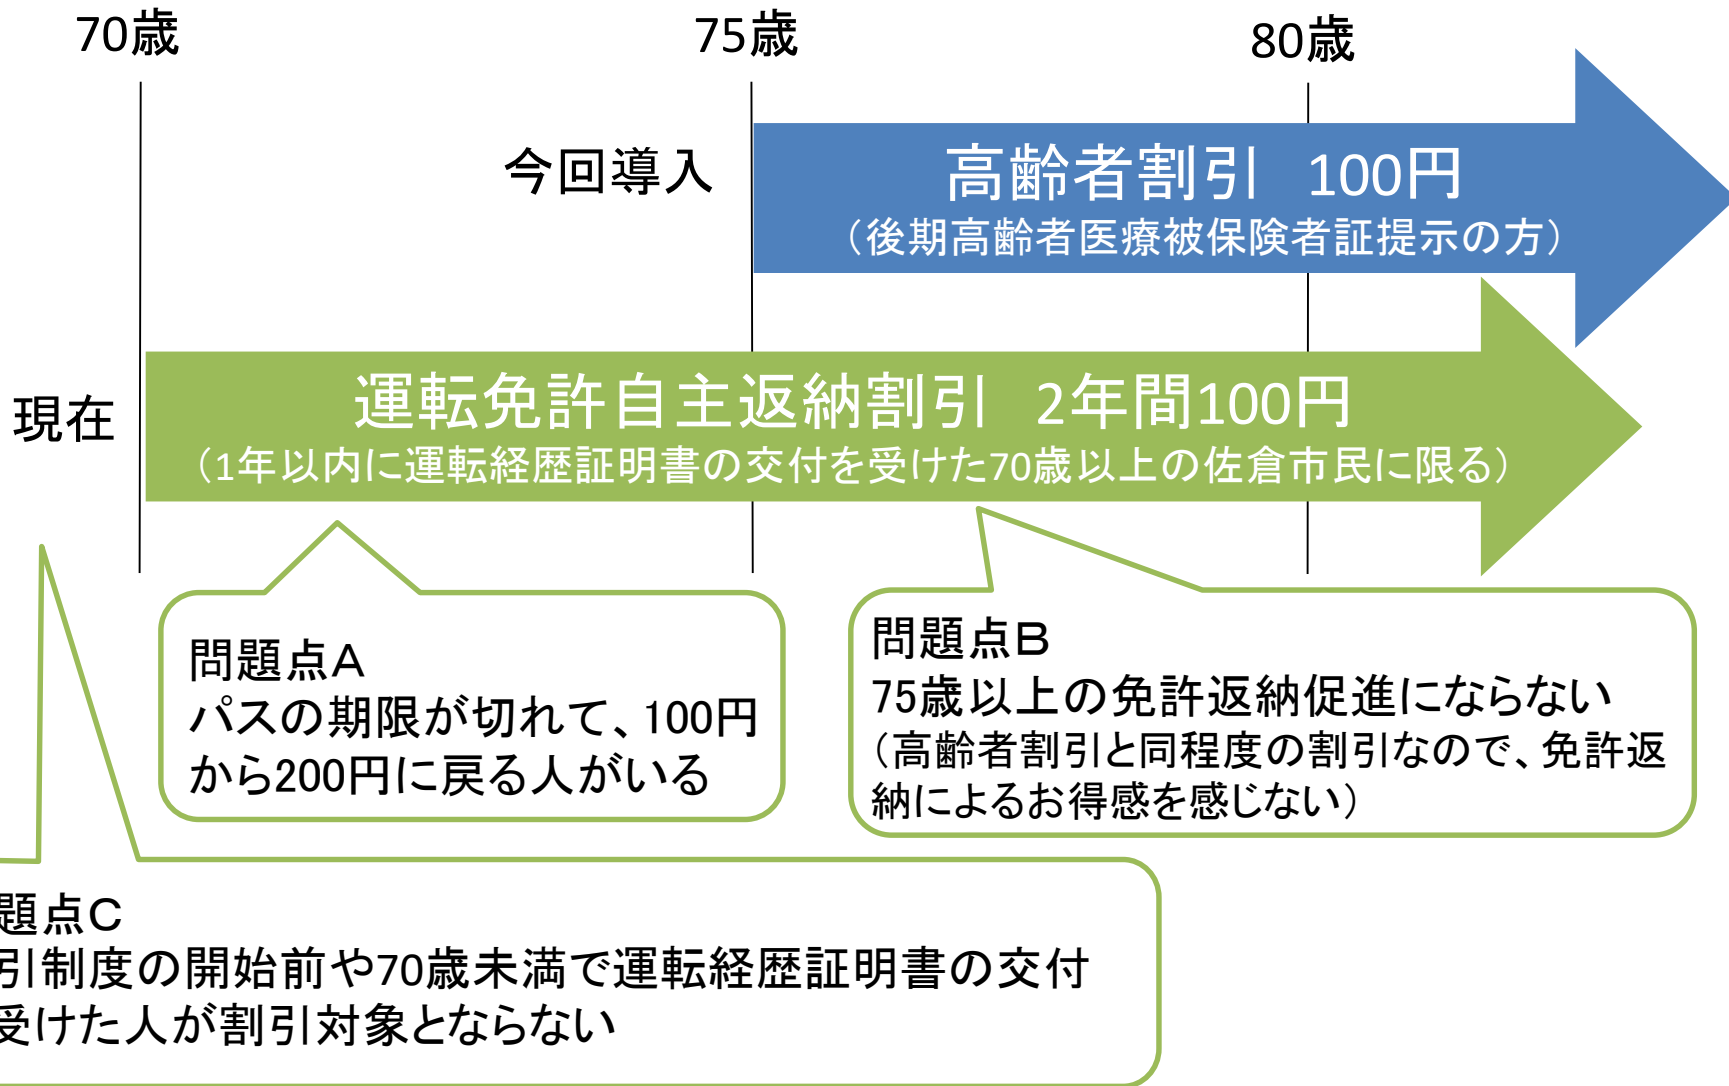 70歳
75歳
80歳
今回導入
高齢者割引　100円
（後期高齢者医療被保険者証提示の方）
現在
運転免許自主返納割引　2年間100円
（1年以内に運転経歴証明書の交付を受けた70歳以上の佐倉市民に限る）
問題点A
パスの期限が切れて、100円
から200円に戻る人がいる
問題点B
75歳以上の免許返納促進にならない
（高齢者割引と同程度の割引なので、免許返
納によるお得感を感じない）
題点C
引制度の開始前や70歳未満で運転経歴証明書の交付
受けた人が割引対象とならない